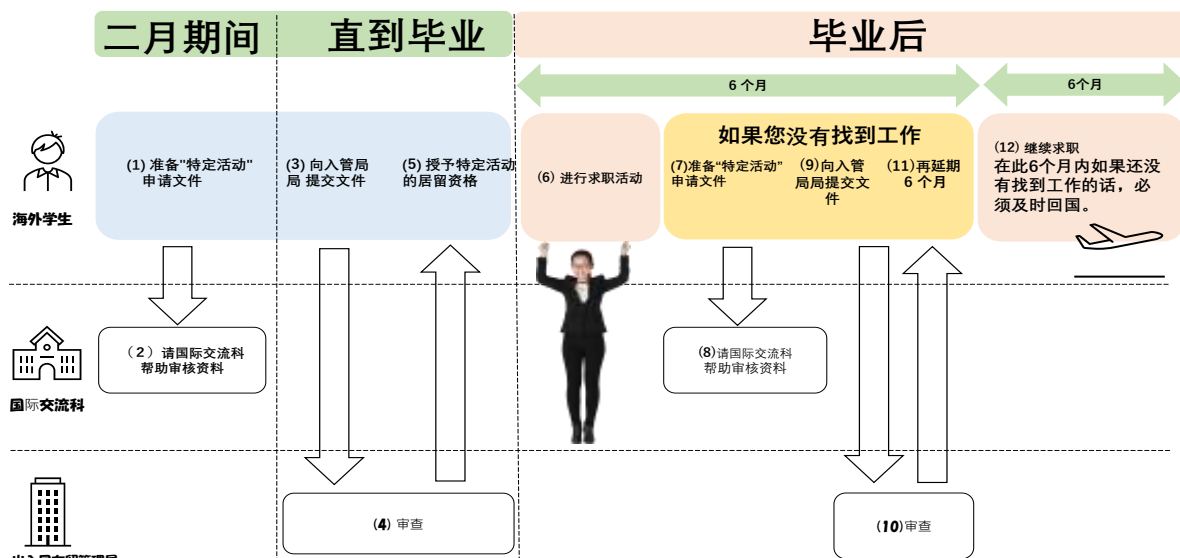 二月期间
直到毕业
毕业后
6 个月
6个月
海外学生
(1) 准备"特定活动"
申请文件
(3) 向入管局
局 提交文件
(5) 授予特定活动
的居留资格
(6) 进行求职活动
如果您没有找到工作
(7)准备“特定活动”
申请文件
(9)向入管
局局提交文
件
(11)再延期
6 个月
(12) 继续求职
在此6个月内如果还没
有找到工作的话，必
须及时回国。
国际交流科
（2）请国际交流科
帮助审核资料
(8)请国际交流科
帮助审核资料
(4) 审查
(10)审查